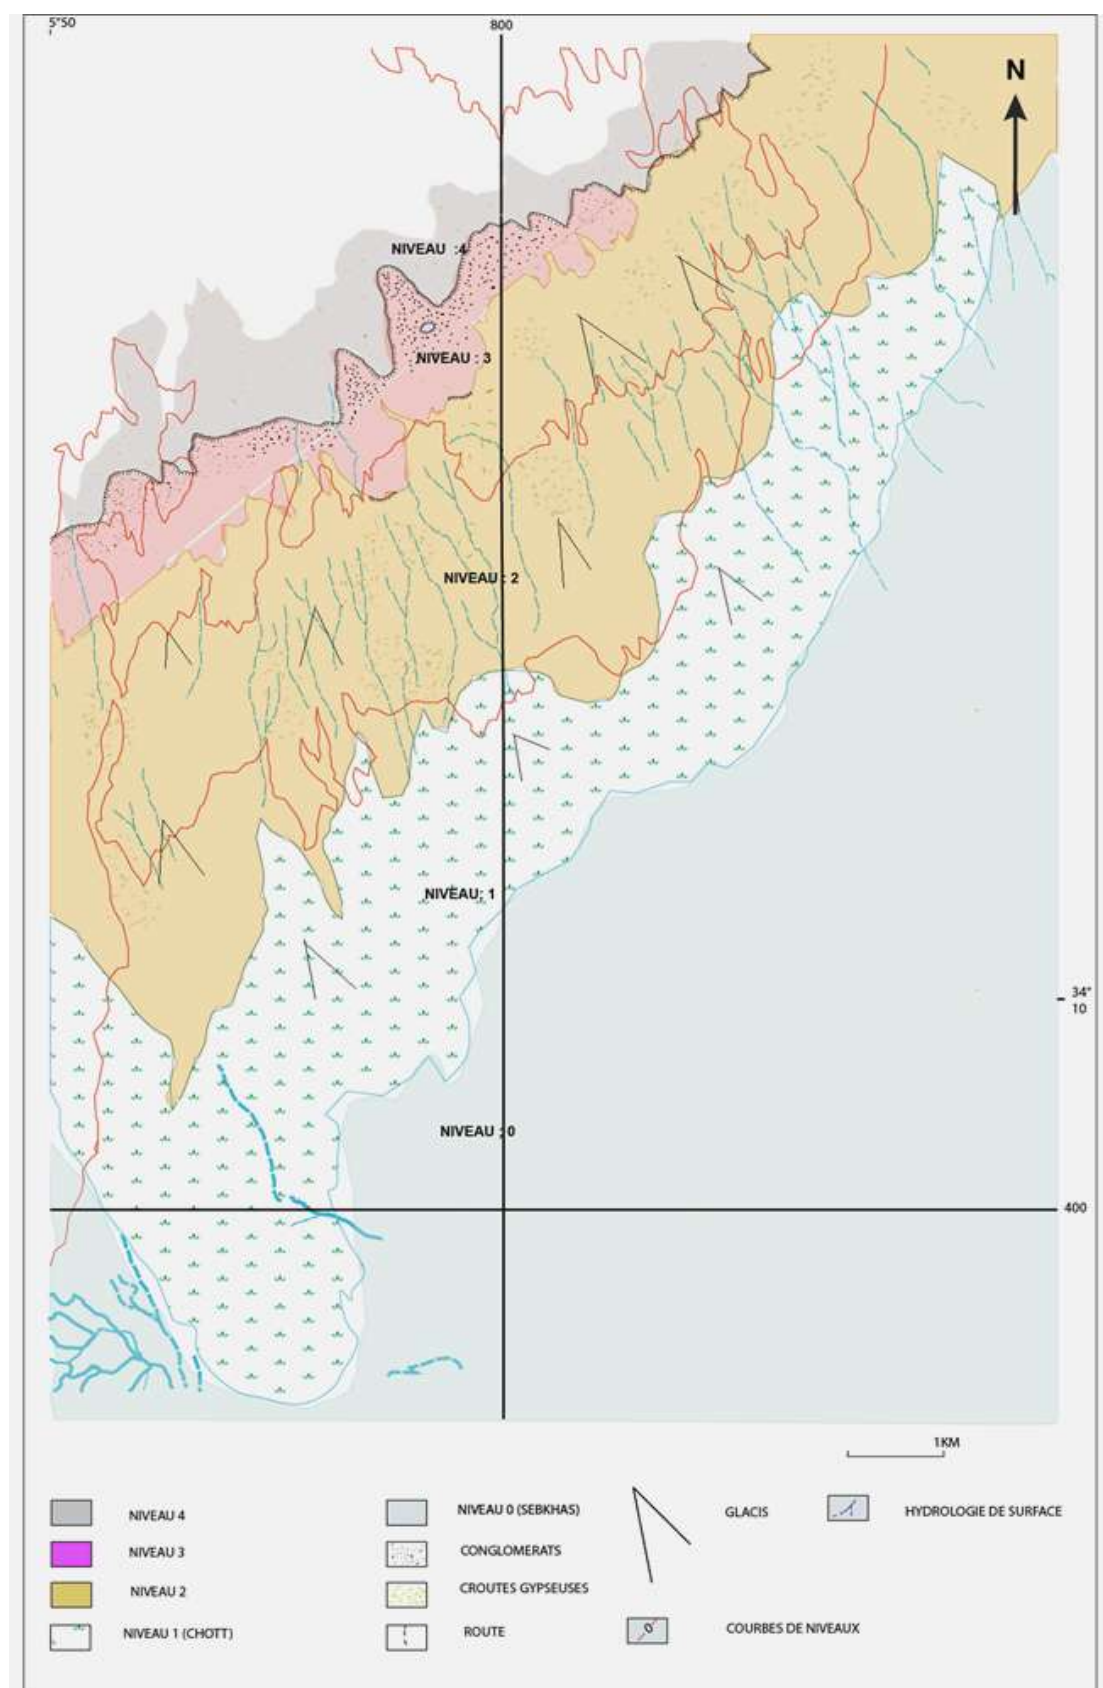 5°50
800
N
NIVEAU :4
NIVEAU : 3
NIVEAU : 2
NIVEAU; 1
34"
10
NIVEAU ; 0
400
1KM
NIVEAU 4
NIVEAU 0 (SEBKHAS)
GLACIS
HYDROLOGIE DE SURFACE
NIVEAU 3
CONGLOMERATS
NIVEAU 2
CROUTES GYPSEUSES
NIVEAU 1 (CHOTT)
ROUTE
COURBES DE NIVEAUX